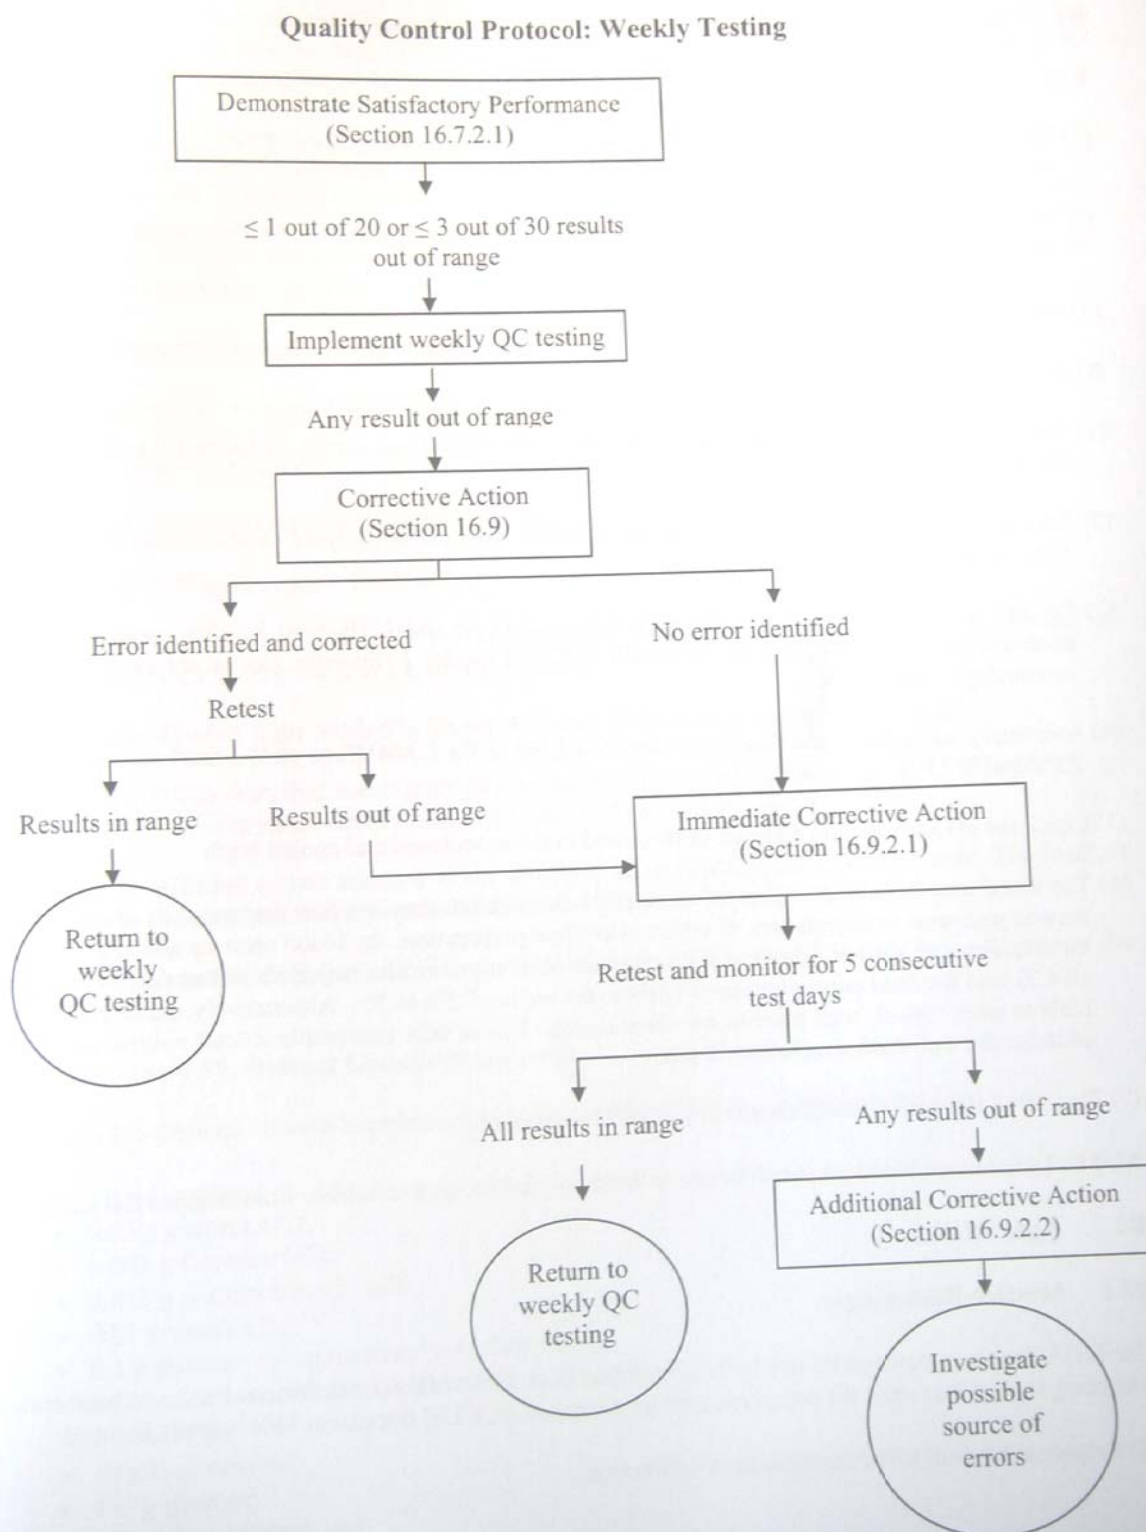 Quality Control Protocol: Weekly Testing
Demonstrate Satisfactory Performance
(Section 16.7.2.1)
≤ 1 out of 20 or ≤ 3 out of 30 results
out of range
Implement weekly QC testing
Any result out of range
Corrective Action
(Section 16.9)
Error identified and corrected
No error identified
Retest
Results in range
Results out of range
Immediate Corrective Action
(Section 16.9.2.1)
Return to
weekly
QC testing
Retest and monitor for 5 consecutive
test days
All results in range
Any results out of range
Additional Corrective Action
(Section 16.9.2.2)
Return to
weekly QC
testing
Investigate
possible
source of
errors